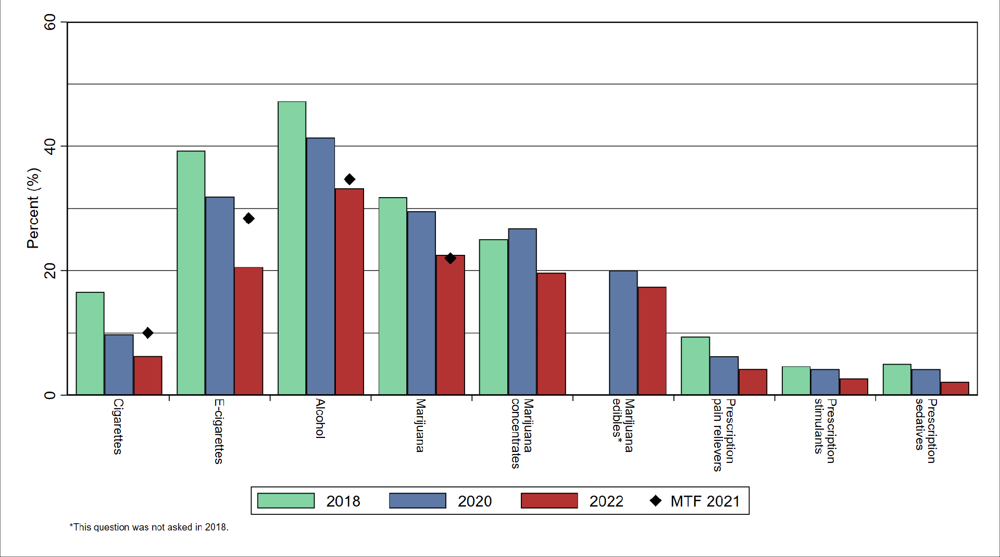 60
40
20
0
Percent (%)
Cigarettes
E-cigarettes
Alcohol
Marijuana
Marijuana
concentrates
Marijuana
edibles*
Prescription
pain relievers
Prescription
stimulants
Prescription
sedatives
2018
2020
2022
MTF 2021
*This question was not asked in 2018.